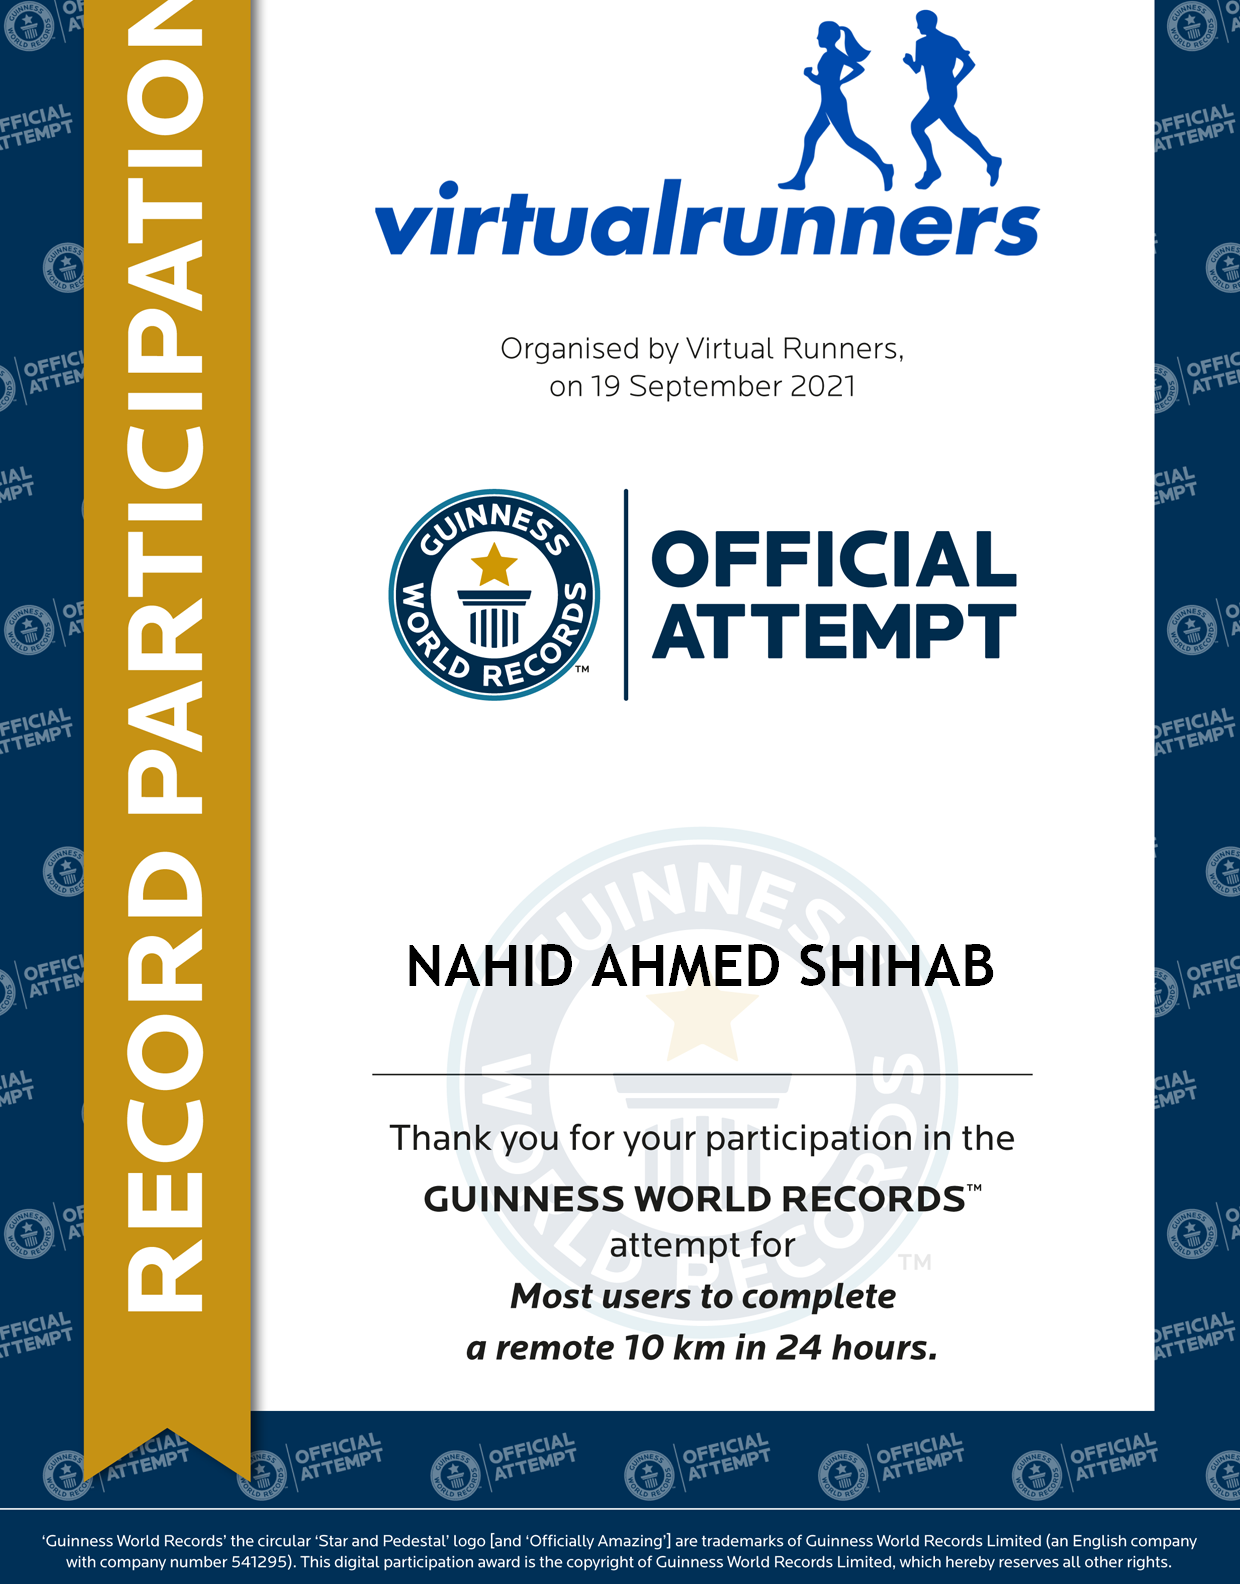 RECORD PARTICIPATION
virtualrunners
Organised by Virtual Runners,
on 19 September 2021
GUINNESS WORLD RECORDS™
OFFICIAL
ATTEMPT
NAHID AHMED SHIHAB
Thank you for your participation in the
GUINNESS WORLD RECORDS™
attempt for
Most users to complete
a remote 10 km in 24 hours.
'Guinness World Records' the circular 'Star and Pedestal' logo [and 'Officially Amazing'] are trademarks of Guinness World Records Limited (an English company
with company number 541295). This digital participation award is the copyright of Guinness World Records Limited, which hereby reserves all other rights.